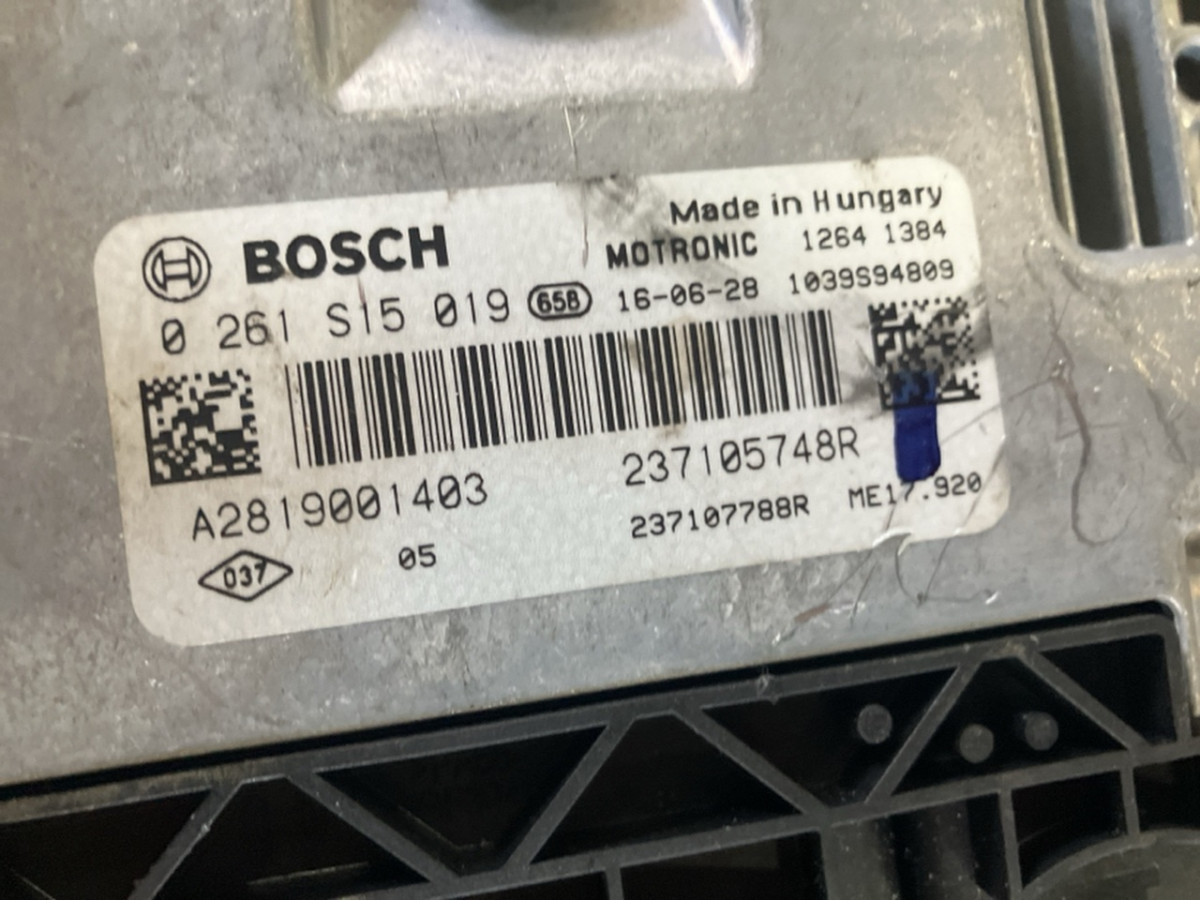 Made in Hungary
BOSCH
MOTRONIC 1264 1384
0 261 S15 019 658 16-06-28 1039S94809
A2819001403 237105748R
237107788R ME17.920
037 05